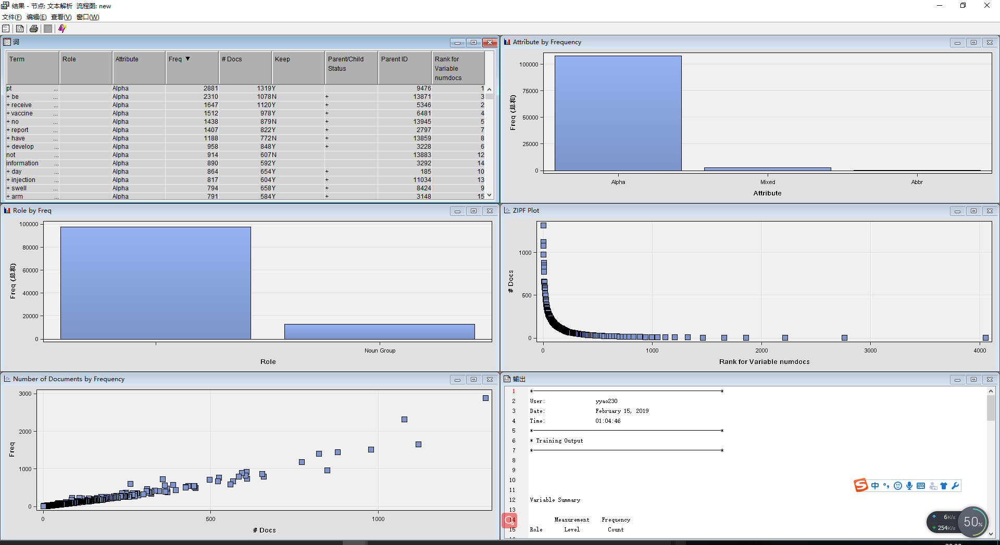 结果 - 节点: 文本解析 流程图: new
文件(F) 编辑(E) 查看(V) 窗口(W)
词
Term Role Attribute Freq ▼ # Docs Keep Parent/Child Status Parent ID Rank for Variable numdocs
pt ... Alpha 2881 1319 Y 9476 1
+ be ... Alpha 2310 1078 N + 13871 3
+ receive ... Alpha 1647 1120 Y + 5346 2
+ vaccine ... Alpha 1512 978 Y + 6481 4
+ no ... Alpha 1438 879 N + 13945 5
+ report ... Alpha 1407 822 Y + 2797 7
+ have ... Alpha 1188 772 N + 13859 8
+ develop ... Alpha 958 848 Y + 3228 6
not ... Alpha 914 607 N 13883 12
information ... Alpha 890 592 Y 3292 14
+ day ... Alpha 864 654 Y + 185 10
+ injection ... Alpha 817 604 Y + 11034 13
+ swell ... Alpha 794 658 Y + 8424 9
+ arm ... Alpha 791 584 Y + 3148 15
Attribute by Frequency
Freq (总和)
100000
75000
50000
25000
0
Alpha Mixed Abbr
Attribute
Role by Freq
Freq (总和)
100000
80000
60000
40000
20000
0
Noun Group
Role
ZIPF Plot
# Docs
1000
500
0
0 1000 2000 3000 4000
Rank for Variable numdocs
Number of Documents by Frequency
Freq
3000
2000
1000
0
0 500 1000
# Docs
输出
1 *------------------------------------------------------------*
2 User: yyao230
3 Date: February 15, 2019
4 Time: 01:04:46
5 *------------------------------------------------------------*
6 * Training Output
7 *------------------------------------------------------------*
8
9
10
11
12 Variable Summary
13
14 Measurement Frequency
15 Role Level Count
S 中
6K/s
254K/s
50%